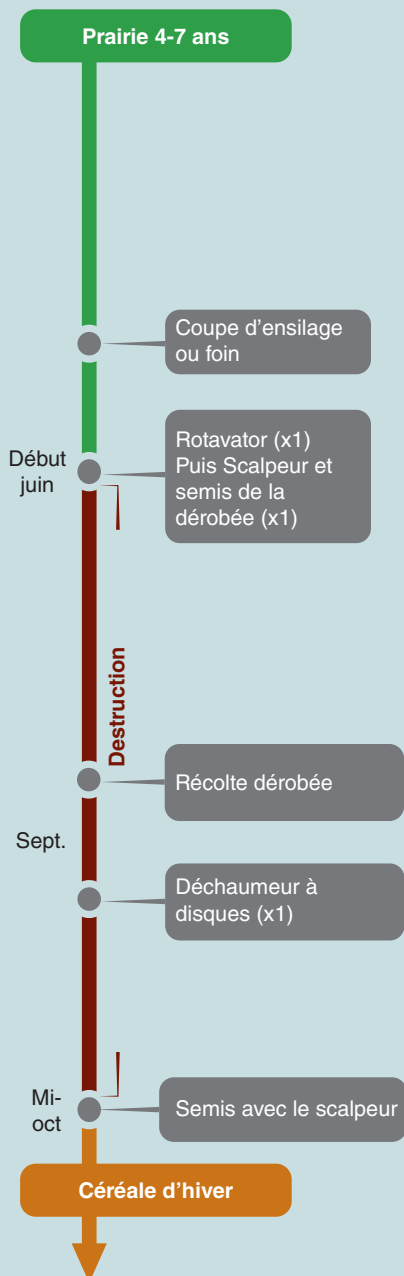 Prairie 4-7 ans
Coupe d'ensilage
ou foin
Début
juin
Rotavator (x1)
Puis Scalpeur et
semis de la
dérobée (x1)
Destruction
Récolte dérobée
Sept.
Déchaumeur à
disques (x1)
Mi-
oct
Semis avec le scalpeur
Céréale d'hiver